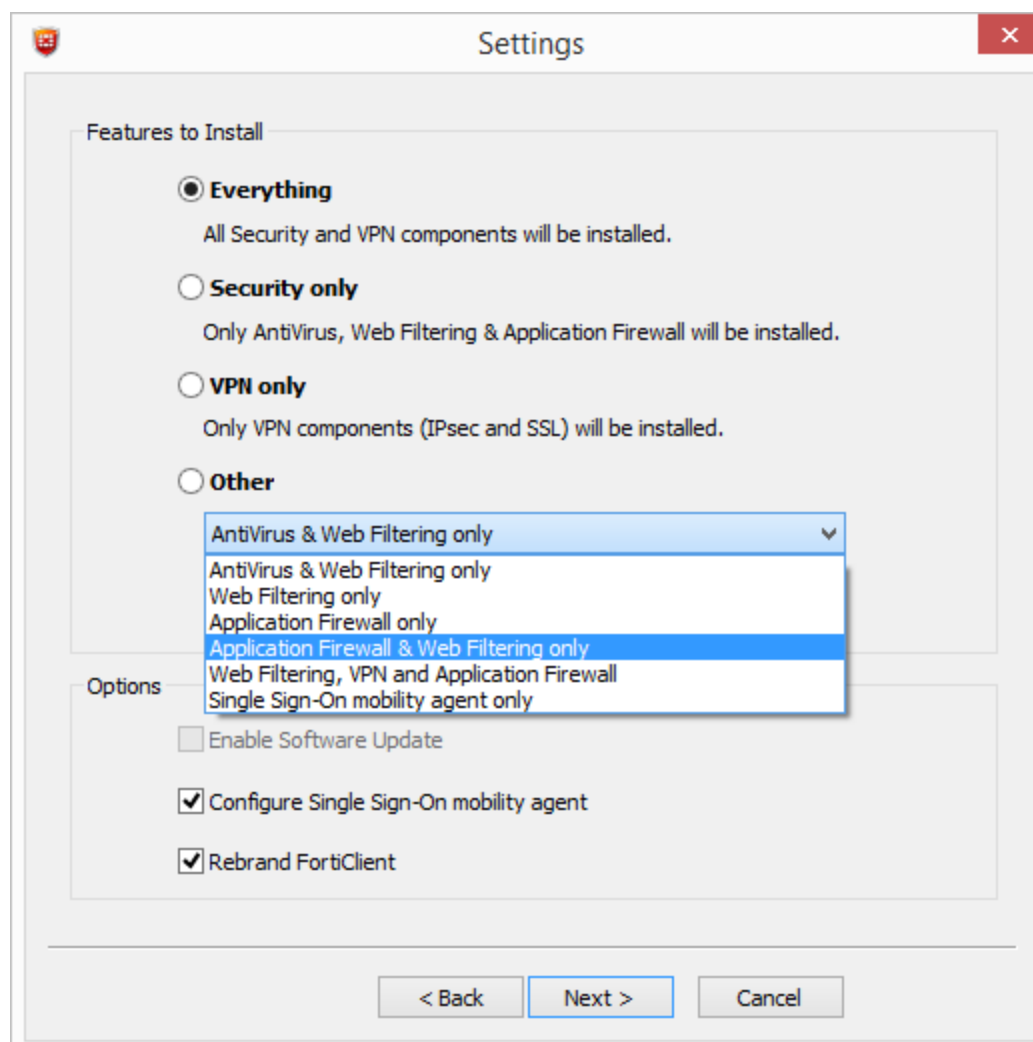 Settings
Features to Install
Everything
All Security and VPN components will be installed.
Security only
Only AntiVirus, Web Filtering & Application Firewall will be installed.
VPN only
Only VPN components (IPsec and SSL) will be installed.
Other
AntiVirus & Web Filtering only
AntiVirus & Web Filtering only
Web Filtering only
Application Firewall only
Application Firewall & Web Filtering only
Web Filtering, VPN and Application Firewall
Single Sign-On mobility agent only
Options
Enable Software Update
Configure Single Sign-On mobility agent
Rebrand FortiClient
< Back Next > Cancel